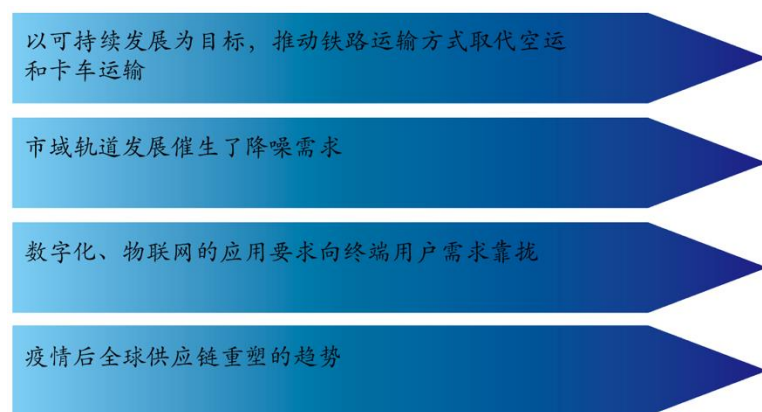 以可持续发展为目标，推动铁路运输方式取代空运
和卡车运输
市域轨道发展催生了降噪需求
数字化、物联网的应用要求向终端用户需求靠拢
疫情后全球供应链重塑的趋势